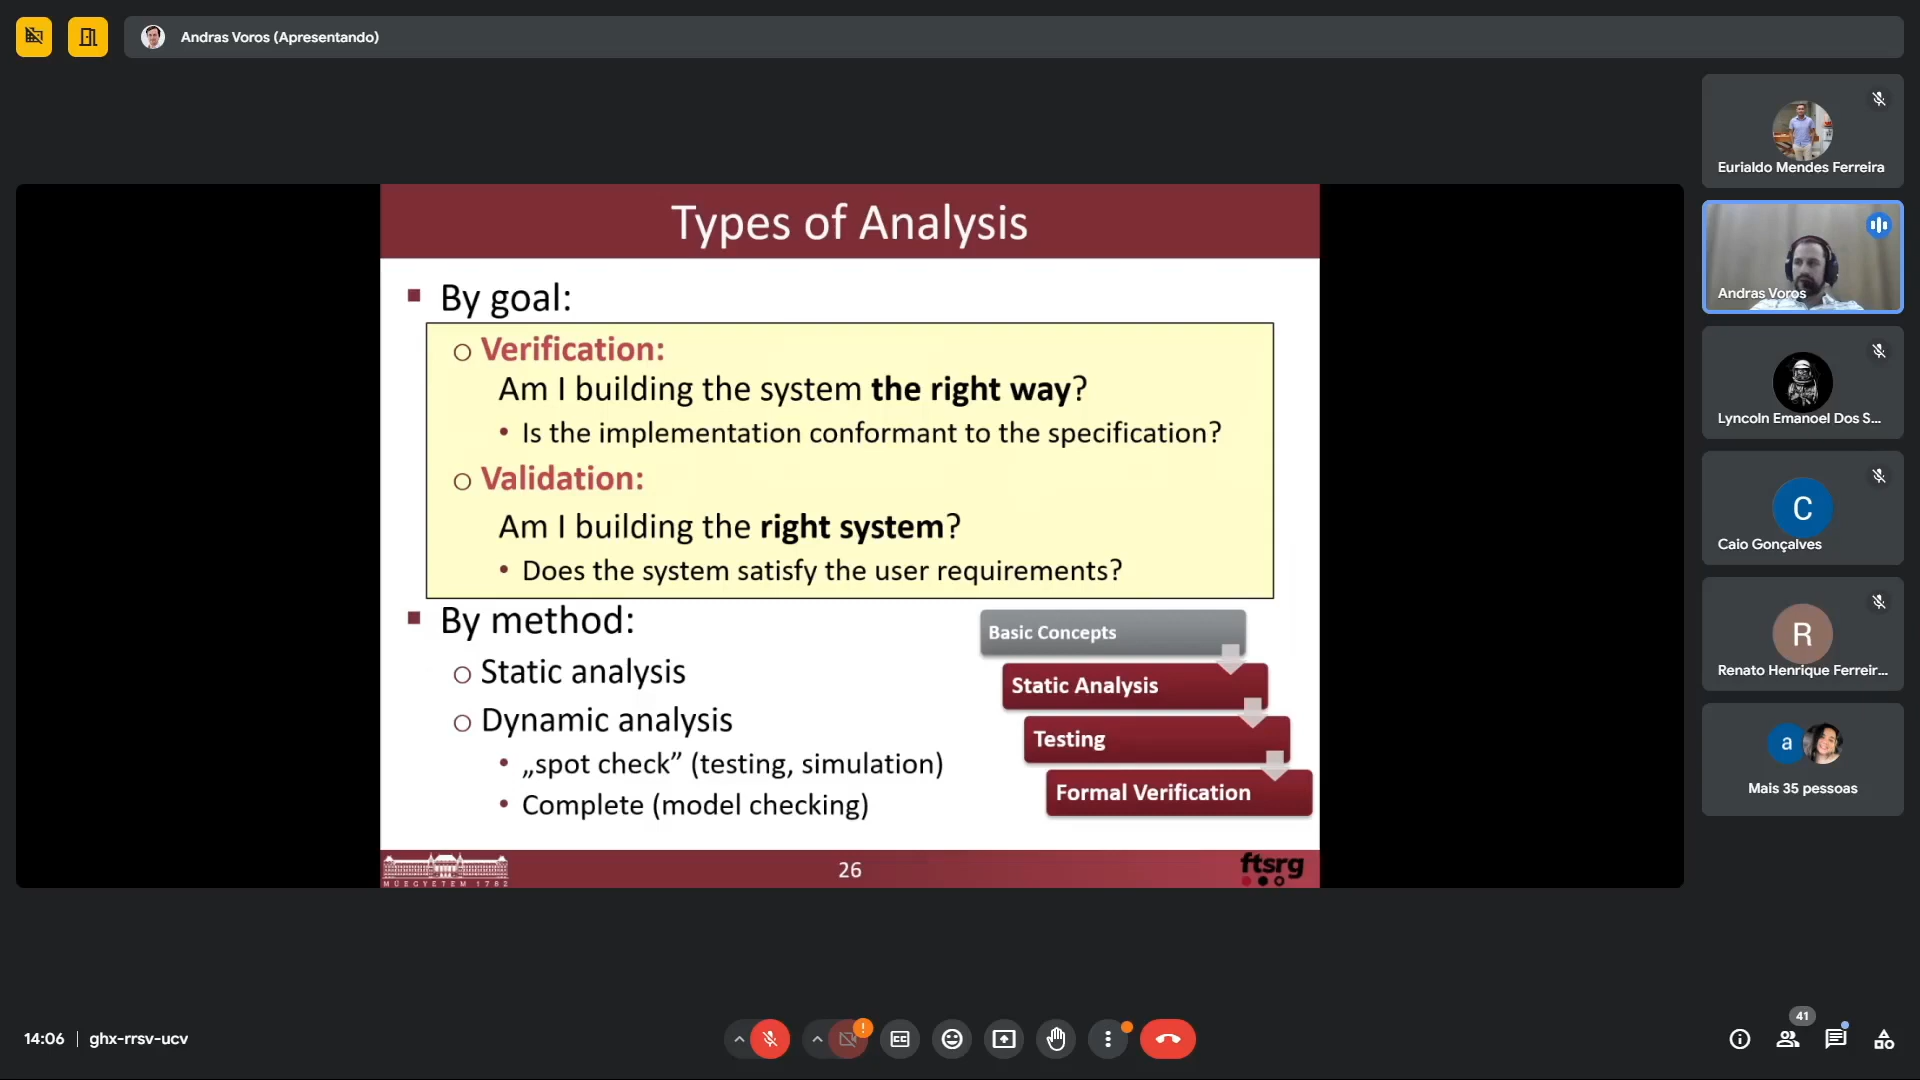 Andras Voros (Apresentando)
Types of Analysis
By goal:
Verification:
Am I building the system the right way?
Is the implementation conformant to the specification?
Validation:
Am I building the right system?
Does the system satisfy the user requirements?
By method:
Static analysis
Dynamic analysis
„spot check” (testing, simulation)
Complete (model checking)
Basic Concepts
Static Analysis
Testing
Formal Verification
MŰEGYETEM 1782
26
ftsrg
Eurialdo Mendes Ferreira
Andras Voros
Lyncoln Emanoel Dos S...
C
Caio Gonçalves
R
Renato Henrique Ferreir...
a
Mais 35 pessoas
14:06 | ghx-rrsv-ucv
41